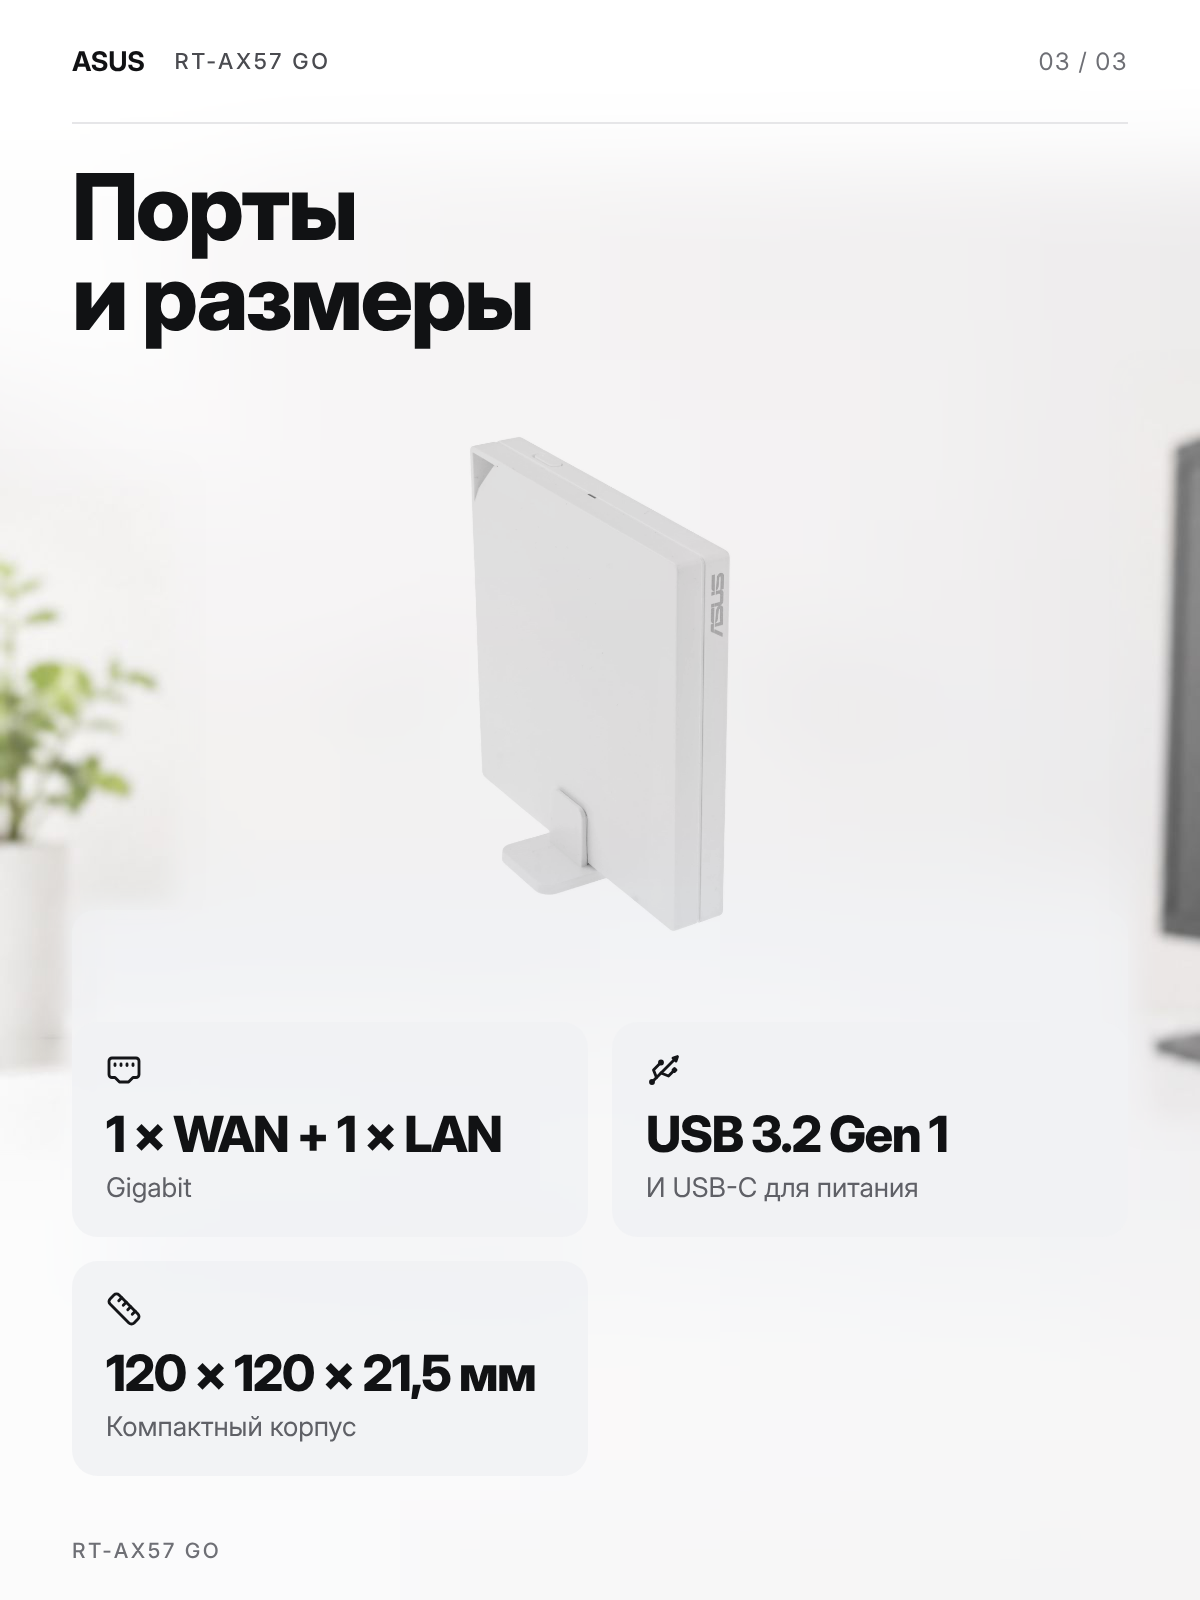 ASUS RT-AX57 GO 03 / 03
Порты
и размеры
ASUS
1 × WAN + 1 × LAN
Gigabit
USB 3.2 Gen 1
И USB-C для питания
120 × 120 × 21,5 мм
Компактный корпус
RT-AX57 GO